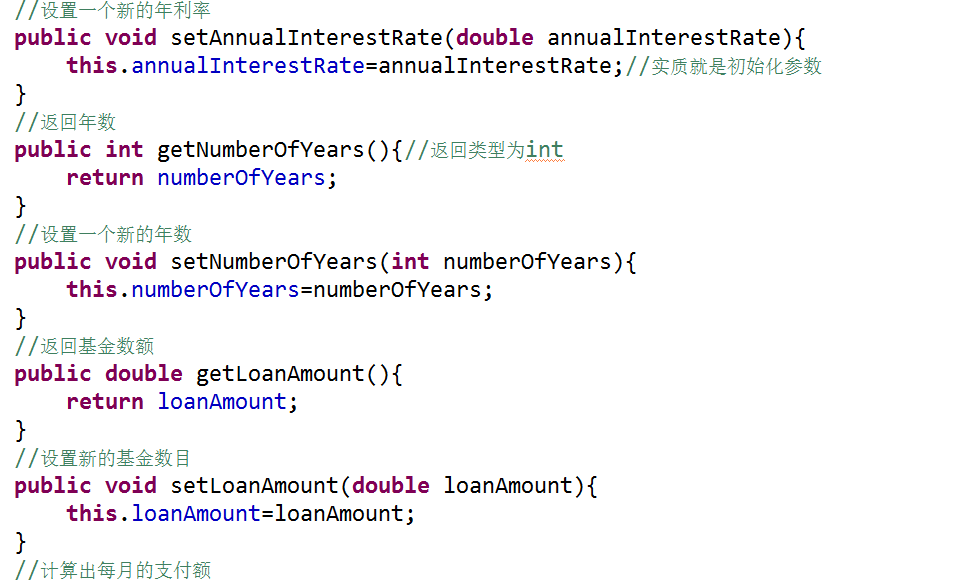 //设置一个新的年利率
public void setAnnualInterestRate(double annualInterestRate){
    this.annualInterestRate=annualInterestRate;//实质就是初始化参数
}
//返回年数
public int getNumberOfYears(){//返回类型为int
    return numberOfYears;
}
//设置一个新的年数
public void setNumberOfYears(int numberOfYears){
    this.numberOfYears=numberOfYears;
}
//返回基金数额
public double getLoanAmount(){
    return loanAmount;
}
//设置新的基金数目
public void setLoanAmount(double loanAmount){
    this.loanAmount=loanAmount;
}
//计算出每月的支付额